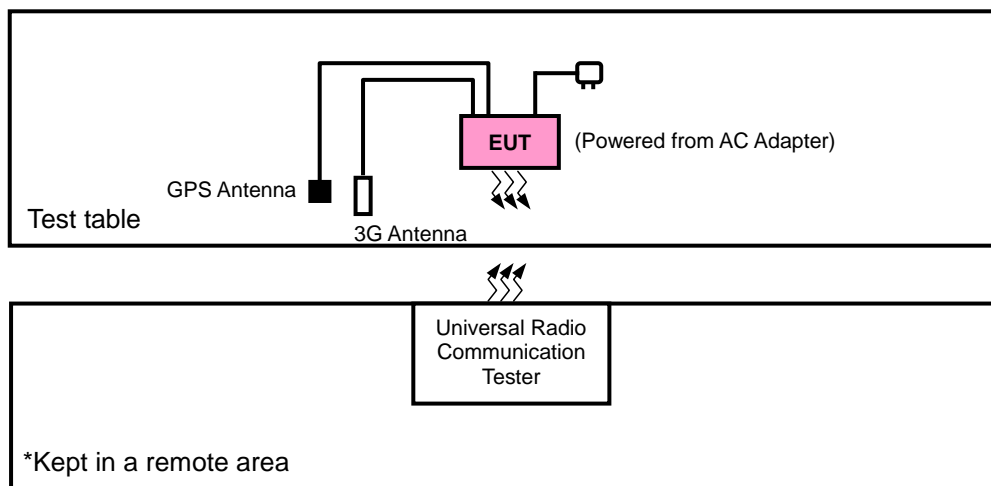 EUT
(Powered from AC Adapter)
GPS Antenna
Test table
3G Antenna
Universal Radio
Communication
Tester
*Kept in a remote area